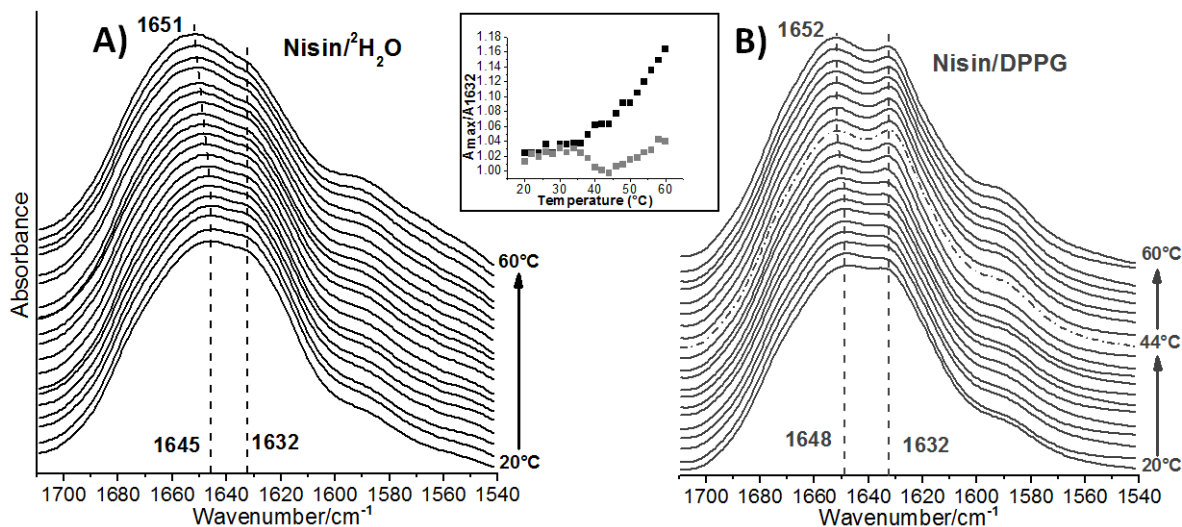 A)
1651
Nisin/²H₂O
Absorbance
60°C
20°C
1645
1632
1700 1680 1660 1640 1620 1600 1580 1560 1540
Wavenumber/cm⁻¹
Amax/A1632
1.18
1.16
1.14
1.12
1.10
1.08
1.06
1.04
1.02
1.00
20 30 40 50 60
Temperature (°C)
B)
1652
Nisin/DPPG
60°C
44°C
20°C
1648
1632
1700 1680 1660 1640 1620 1600 1580 1560 1540
Wavenumber/cm⁻¹